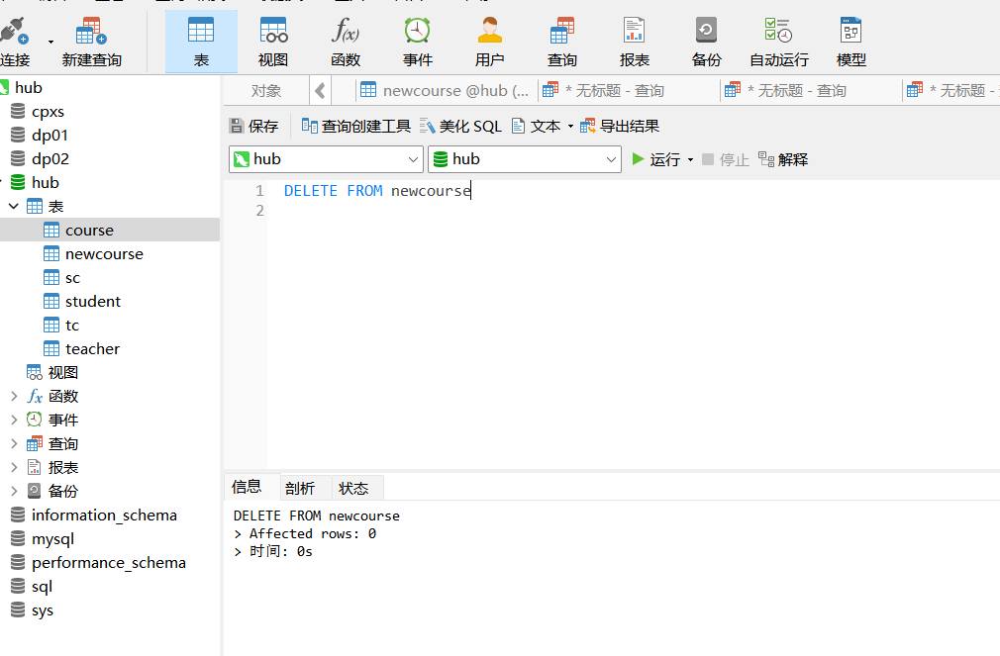 连接 新建查询 表 视图 函数 事件 用户 查询 报表 备份 自动运行 模型
hub
cpxs
dp01
dp02
hub
表
course
newcourse
sc
student
tc
teacher
视图
函数
事件
查询
报表
备份
information_schema
mysql
performance_schema
sql
sys
对象 newcourse @hub (... * 无标题 - 查询 * 无标题 - 查询 * 无标题 -
保存 查询创建工具 美化 SQL 文本 导出结果
hub hub 运行 停止 解释
1 DELETE FROM newcourse
2
信息 剖析 状态
DELETE FROM newcourse
> Affected rows: 0
> 时间: 0s